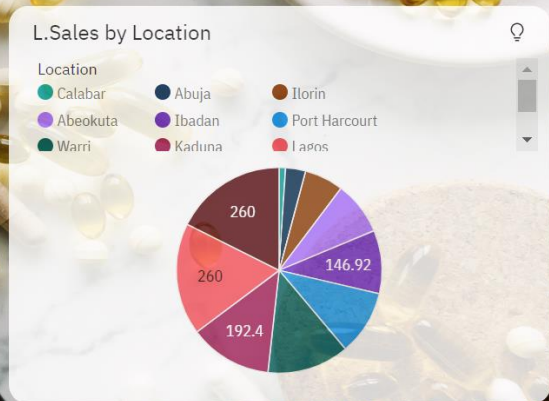 L.Sales by Location
Location
Calabar Abuja Ilorin
Abeokuta Ibadan Port Harcourt
Warri Kaduna Lagos
260
146.92
260
192.4